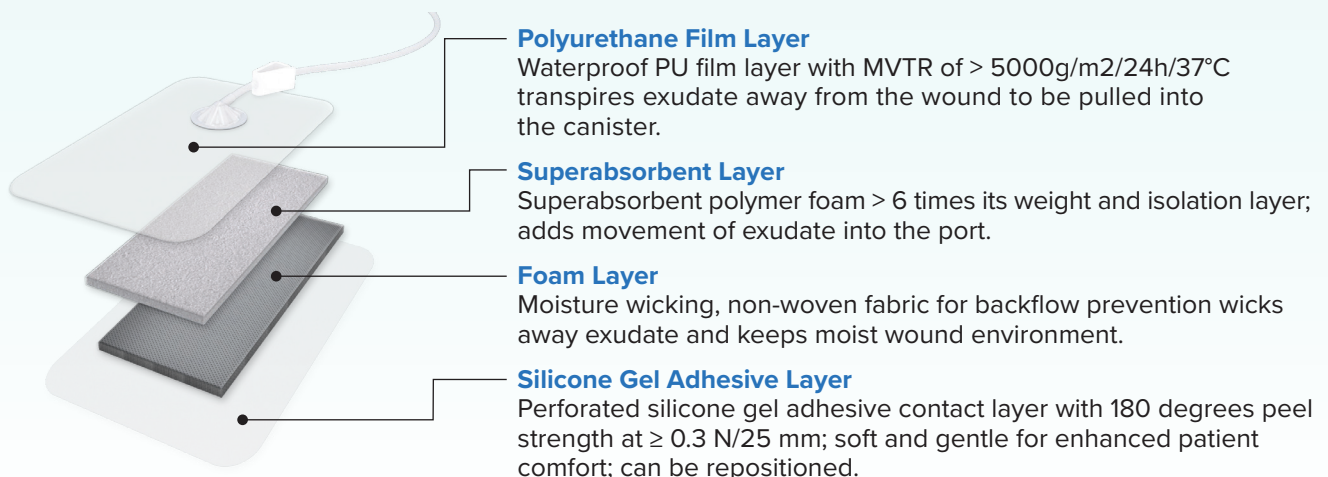 Polyurethane Film Layer
Waterproof PU film layer with MVTR of > 5000g/m2/24h/37°C
transpires exudate away from the wound to be pulled into
the canister.
Superabsorbent Layer
Superabsorbent polymer foam > 6 times its weight and isolation layer;
adds movement of exudate into the port.
Foam Layer
Moisture wicking, non-woven fabric for backflow prevention wicks
away exudate and keeps moist wound environment.
Silicone Gel Adhesive Layer
Perforated silicone gel adhesive contact layer with 180 degrees peel
strength at ≥ 0.3 N/25 mm; soft and gentle for enhanced patient
comfort; can be repositioned.